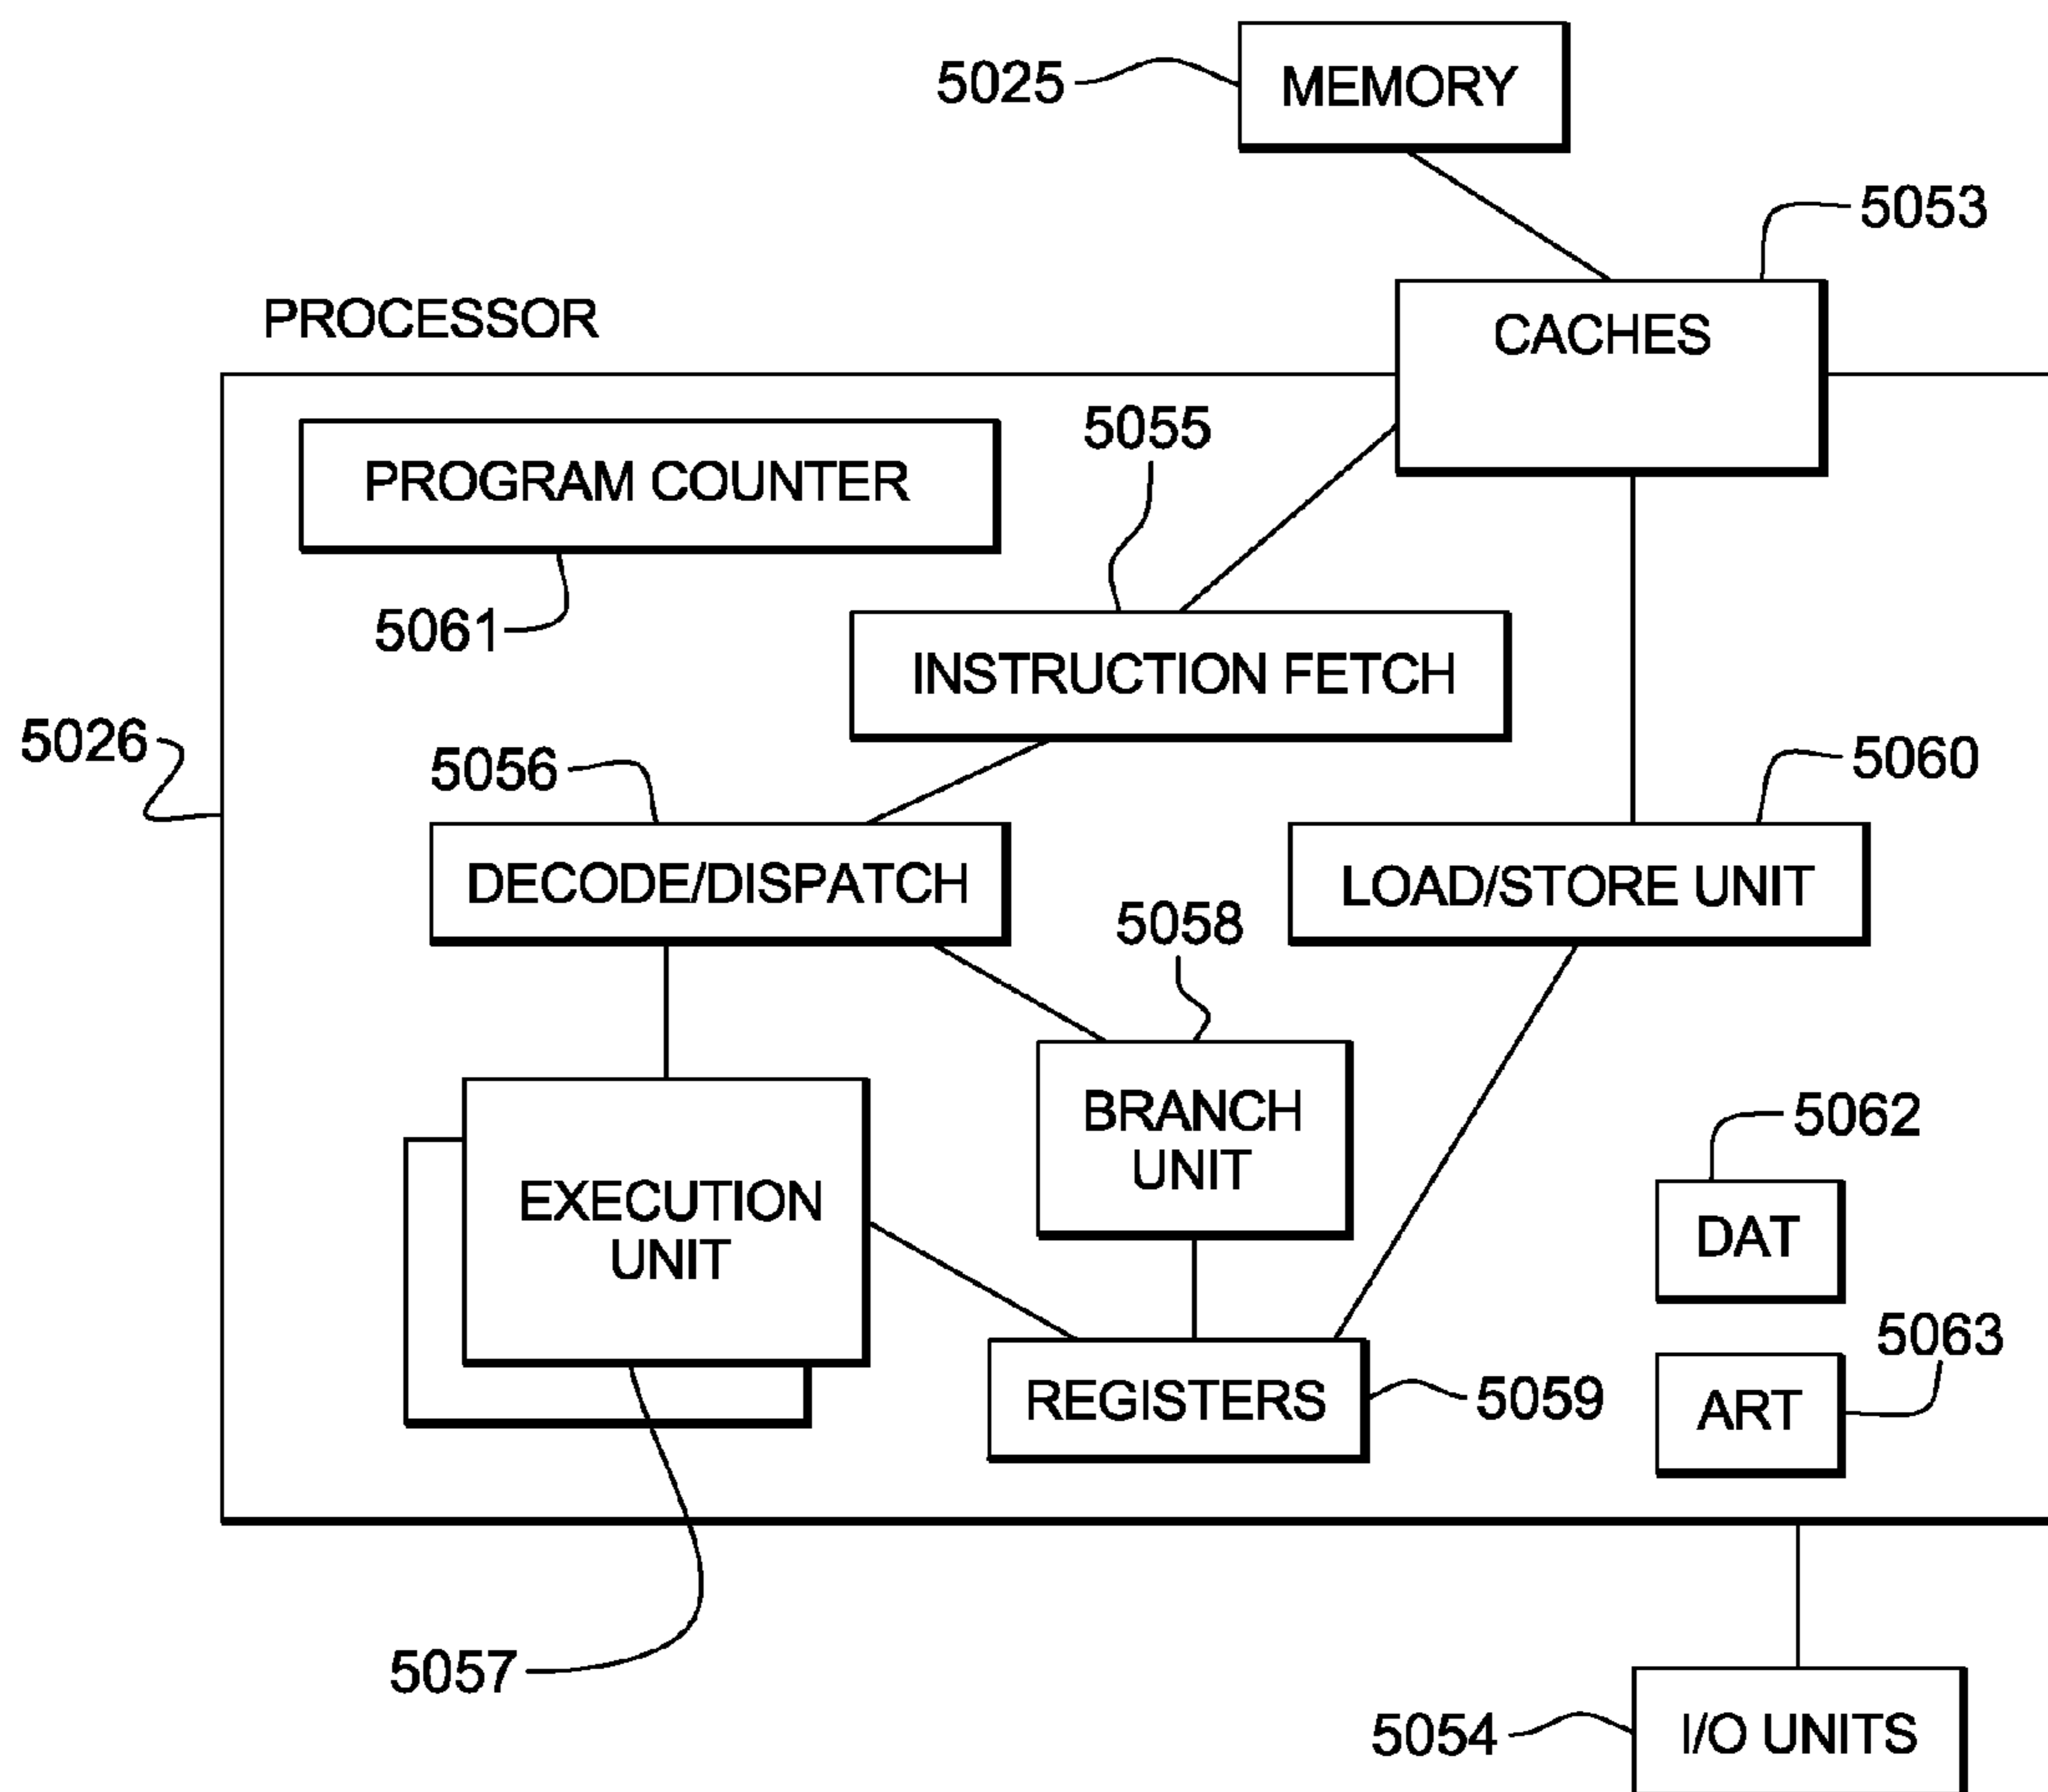 MEMORY
5025
5053
CACHES
PROCESSOR
5055
PROGRAM COUNTER
5061
INSTRUCTION FETCH
5026
5056
5060
DECODE/DISPATCH
LOAD/STORE UNIT
5058
BRANCH
UNIT
5062
EXECUTION
UNIT
DAT
5063
REGISTERS
5059
ART
5057
5054
I/O UNITS